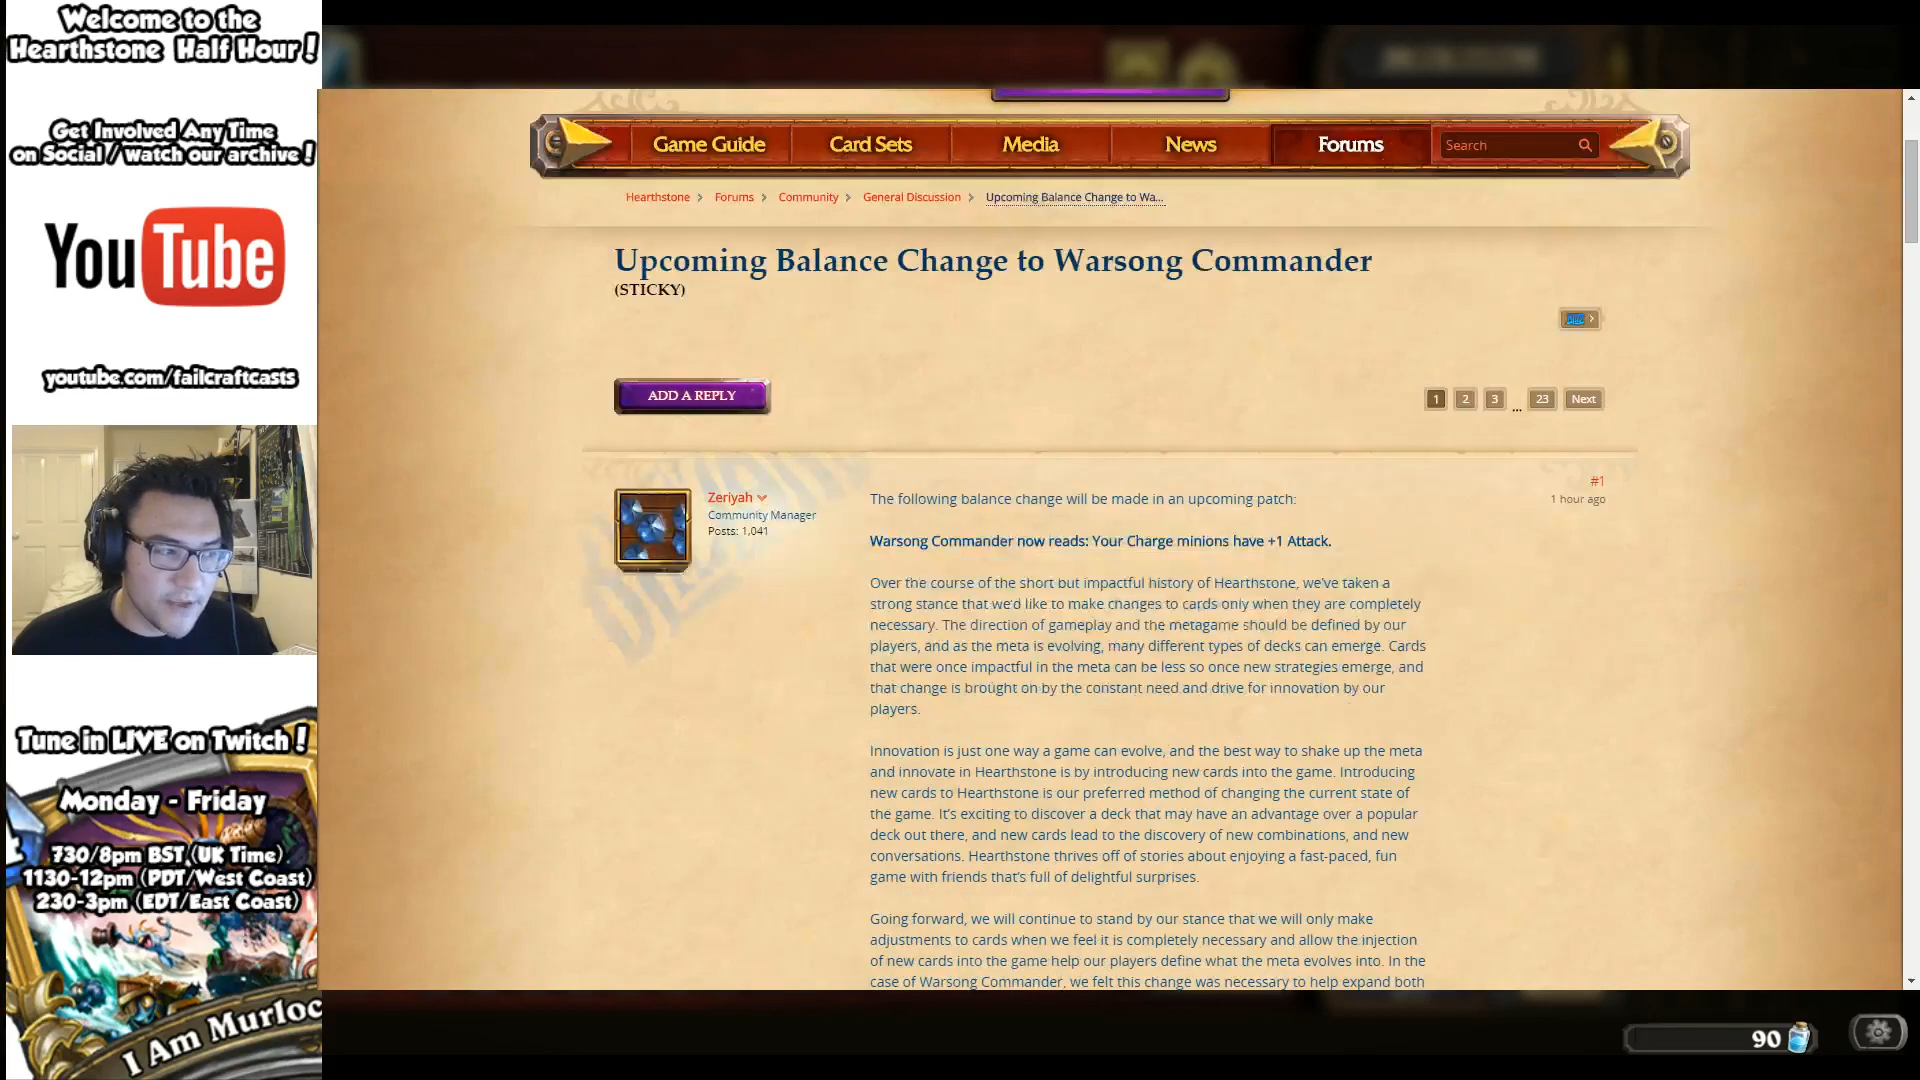 Welcome to the
Hearthstone Half Hour!
Get Involved Any Time
on Social / watch our archive!
YouTube
youtube.com/failcraftcasts
Tune in LIVE on Twitch!
Monday - Friday
730/8pm BST (UK Time)
1130-12pm (PDT/West Coast)
230-3pm (EDT/East Coast)
I Am Murloc
Game Guide
Card Sets
Media
News
Forums
Search
Hearthstone > Forums > Community > General Discussion > Upcoming Balance Change to Wa...
Upcoming Balance Change to Warsong Commander
(STICKY)
ADD A REPLY
1 2 3 ... 23 Next
Zeriyah
Community Manager
Posts: 1,041
#1
1 hour ago
The following balance change will be made in an upcoming patch:
Warsong Commander now reads: Your Charge minions have +1 Attack.
Over the course of the short but impactful history of Hearthstone, we've taken a
strong stance that we'd like to make changes to cards only when they are completely
necessary. The direction of gameplay and the metagame should be defined by our
players, and as the meta is evolving, many different types of decks can emerge. Cards
that were once impactful in the meta can be less so once new strategies emerge, and
that change is brought on by the constant need and drive for innovation by our
players.
Innovation is just one way a game can evolve, and the best way to shake up the meta
and innovate in Hearthstone is by introducing new cards into the game. Introducing
new cards to Hearthstone is our preferred method of changing the current state of
the game. It's exciting to discover a deck that may have an advantage over a popular
deck out there, and new cards lead to the discovery of new combinations, and new
conversations. Hearthstone thrives off of stories about enjoying a fast-paced, fun
game with friends that's full of delightful surprises.
Going forward, we will continue to stand by our stance that we will only make
adjustments to cards when we feel it is completely necessary and allow the injection
of new cards into the game help our players define what the meta evolves into. In the
case of Warsong Commander, we felt this change was necessary to help expand both
90